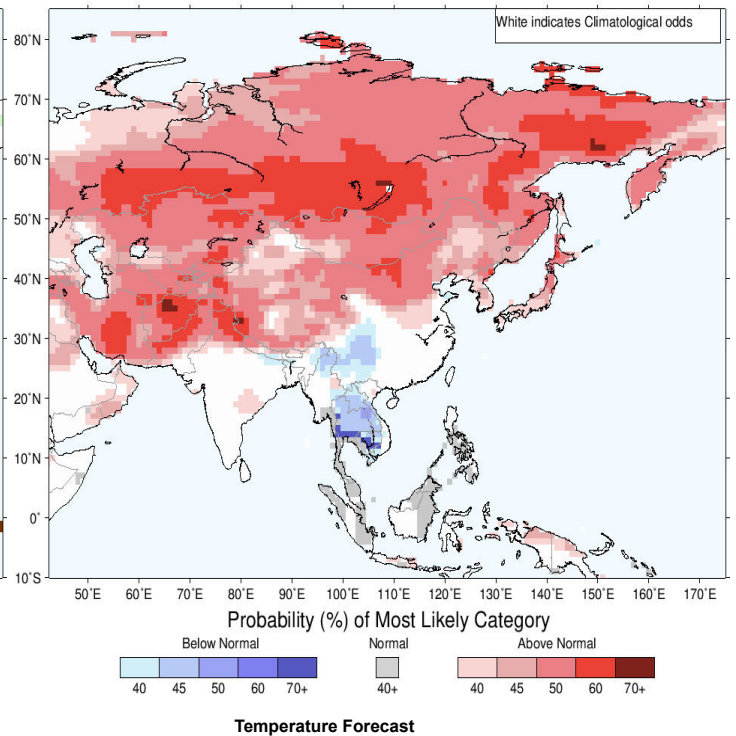 White indicates Climatological odds
80˚N
70˚N
60˚N
50˚N
40˚N
30˚N
20˚N
10˚N
0˚
10˚S
50˚E 60˚E 70˚E 80˚E 90˚E 100˚E 110˚E 120˚E 130˚E 140˚E 150˚E 160˚E 170˚E
Probability (%) of Most Likely Category
Below Normal Normal Above Normal
40 45 50 60 70+ 40+ 40 45 50 60 70+
Temperature Forecast